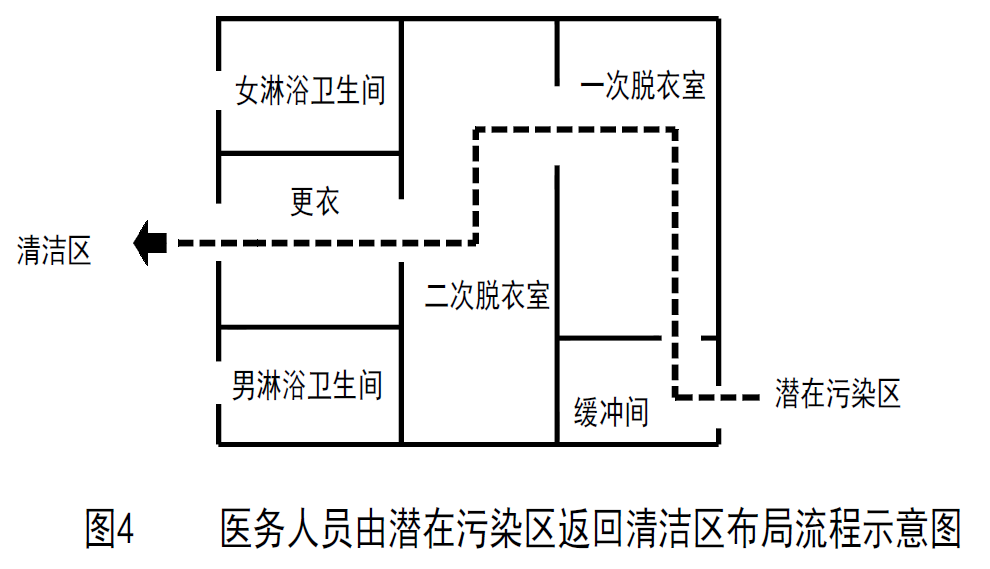 女淋浴卫生间
一次脱衣室
更衣
清洁区
二次脱衣室
男淋浴卫生间
缓冲间
潜在污染区
图4 医务人员由潜在污染区返回清洁区布局流程示意图